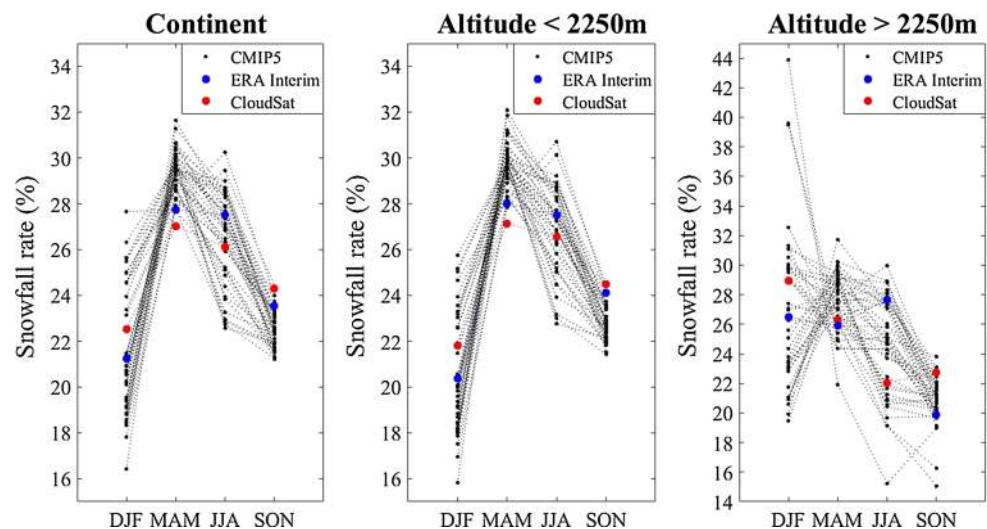 Continent
Snowfall rate (%)
34
32
30
28
26
24
22
20
18
16
CMIP5
ERA Interim
CloudSat
DJF MAM JJA SON
Altitude < 2250m
Snowfall rate (%)
34
32
30
28
26
24
22
20
18
16
CMIP5
ERA Interim
CloudSat
DJF MAM JJA SON
Altitude > 2250m
Snowfall rate (%)
44
42
40
38
36
34
32
30
28
26
24
22
20
18
16
14
CMIP5
ERA Interim
CloudSat
DJF MAM JJA SON